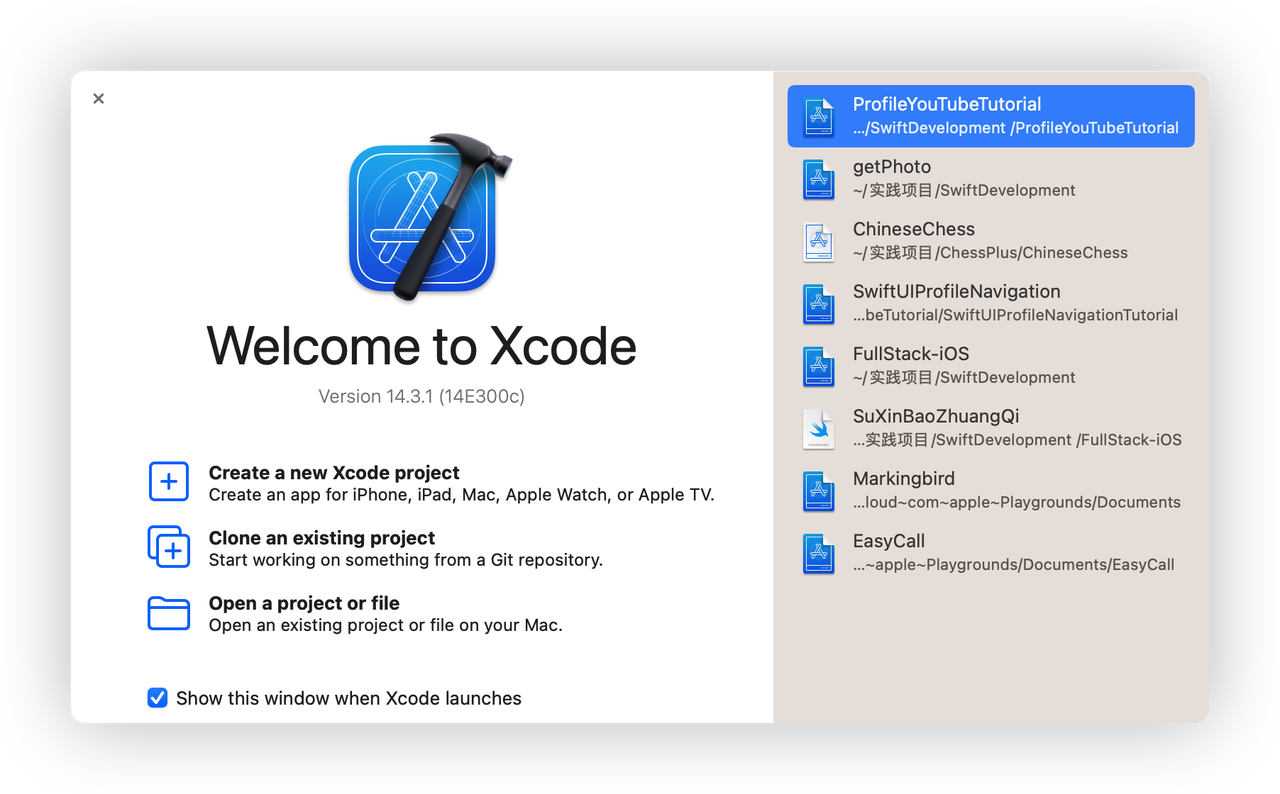 Welcome to Xcode
Version 14.3.1 (14E300c)
Create a new Xcode project
Create an app for iPhone, iPad, Mac, Apple Watch, or Apple TV.
Clone an existing project
Start working on something from a Git repository.
Open a project or file
Open an existing project or file on your Mac.
Show this window when Xcode launches
ProfileYouTubeTutorial
.../SwiftDevelopment /ProfileYouTubeTutorial
getPhoto
~/实践项目/SwiftDevelopment
ChineseChess
~/实践项目/ChessPlus/ChineseChess
SwiftUIProfileNavigation
...beTutorial/SwiftUIProfileNavigationTutorial
FullStack-iOS
~/实践项目/SwiftDevelopment
SuXinBaoZhuangQi
...实践项目/SwiftDevelopment /FullStack-iOS
Markingbird
...loud~com~apple~Playgrounds/Documents
EasyCall
...~apple~Playgrounds/Documents/EasyCall